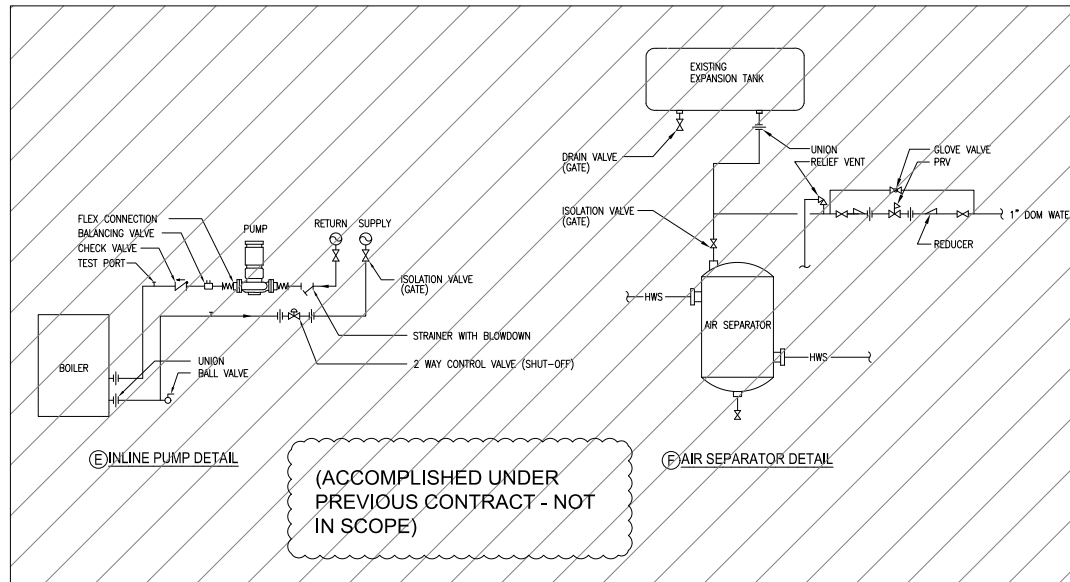 EXISTING
EXPANSION TANK
DRAIN VALVE
(GATE)
UNION
RELIEF VENT
GLOVE VALVE
PRV
ISOLATION VALVE
(GATE)
1" DOM WATE
REDUCER
FLEX CONNECTION
BALANCING VALVE
CHECK VALVE
TEST PORT
PUMP
RETURN
SUPPLY
ISOLATION VALVE
(GATE)
STRAINER WITH BLOWDOWN
2 WAY CONTROL VALVE (SHUT-OFF)
BOILER
UNION
BALL VALVE
HWS
AIR SEPARATOR
HWS
E INLINE PUMP DETAIL
F AIR SEPARATOR DETAIL
(ACCOMPLISHED UNDER
PREVIOUS CONTRACT - NOT
IN SCOPE)